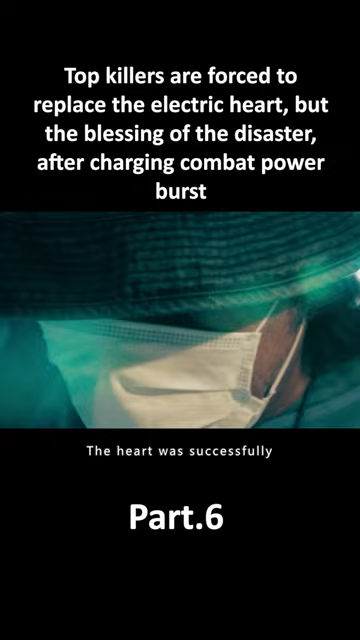 Top killers are forced to
replace the electric heart, but
the blessing of the disaster,
after charging combat power
burst
The heart was successfully
Part.6